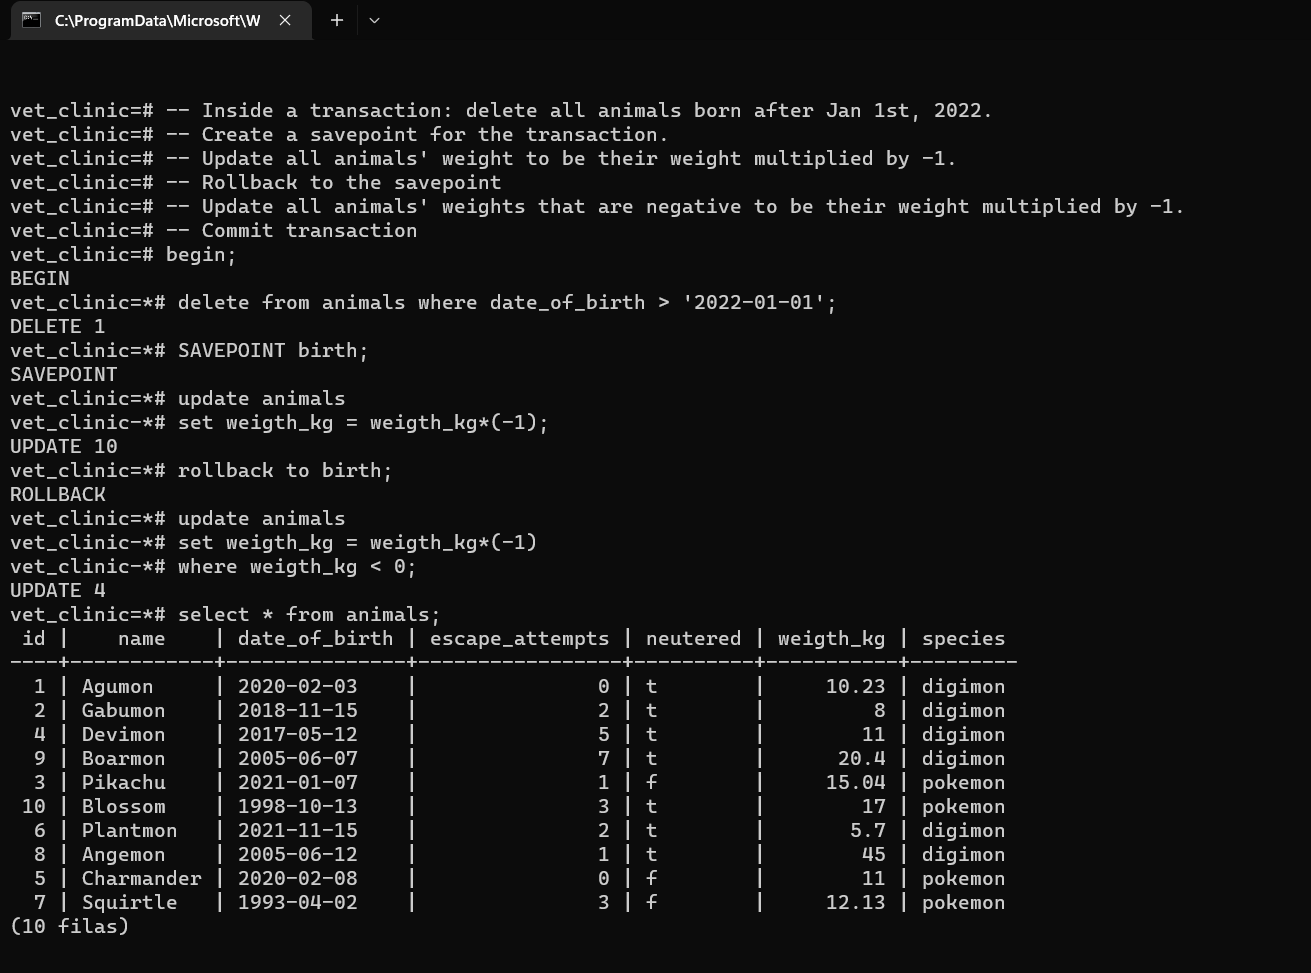 C:\ProgramData\Microsoft\W
vet_clinic=# -- Inside a transaction: delete all animals born after Jan 1st, 2022.
vet_clinic=# -- Create a savepoint for the transaction.
vet_clinic=# -- Update all animals' weight to be their weight multiplied by -1.
vet_clinic=# -- Rollback to the savepoint
vet_clinic=# -- Update all animals' weights that are negative to be their weight multiplied by -1.
vet_clinic=# -- Commit transaction
vet_clinic=# begin;
BEGIN
vet_clinic=*# delete from animals where date_of_birth > '2022-01-01';
DELETE 1
vet_clinic=*# SAVEPOINT birth;
SAVEPOINT
vet_clinic=*# update animals
vet_clinic-*# set weigth_kg = weigth_kg*(-1);
UPDATE 10
vet_clinic=*# rollback to birth;
ROLLBACK
vet_clinic=*# update animals
vet_clinic-*# set weigth_kg = weigth_kg*(-1)
vet_clinic-*# where weigth_kg < 0;
UPDATE 4
vet_clinic=*# select * from animals;
 id |    name    | date_of_birth | escape_attempts | neutered | weigth_kg | species
----+------------+---------------+-----------------+----------+-----------+---------
  1 | Agumon     | 2020-02-03    |               0 | t        |     10.23 | digimon
  2 | Gabumon    | 2018-11-15    |               2 | t        |         8 | digimon
  4 | Devimon    | 2017-05-12    |               5 | t        |        11 | digimon
  9 | Boarmon    | 2005-06-07    |               7 | t        |      20.4 | digimon
  3 | Pikachu    | 2021-01-07    |               1 | f        |     15.04 | pokemon
 10 | Blossom    | 1998-10-13    |               3 | t        |        17 | pokemon
  6 | Plantmon   | 2021-11-15    |               2 | t        |       5.7 | digimon
  8 | Angemon    | 2005-06-12    |               1 | t        |        45 | digimon
  5 | Charmander | 2020-02-08    |               0 | f        |        11 | pokemon
  7 | Squirtle   | 1993-04-02    |               3 | f        |     12.13 | pokemon
(10 filas)